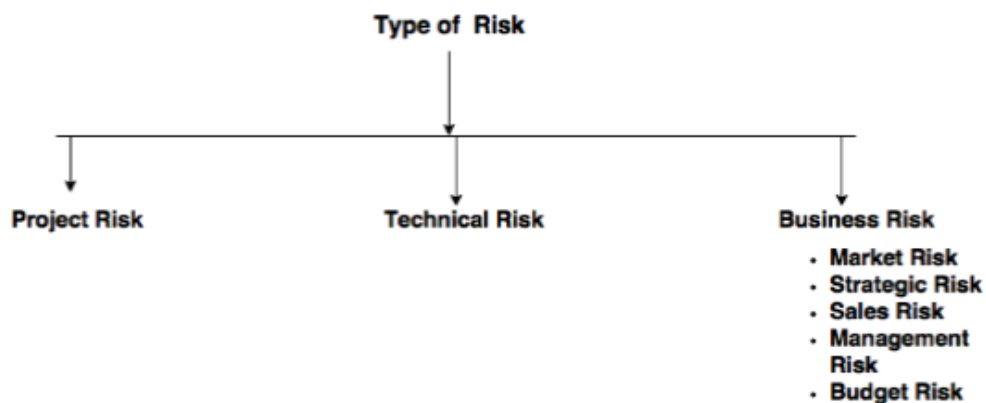 Type of Risk
Project Risk
Technical Risk
Business Risk
• Market Risk
• Strategic Risk
• Sales Risk
• Management
Risk
• Budget Risk